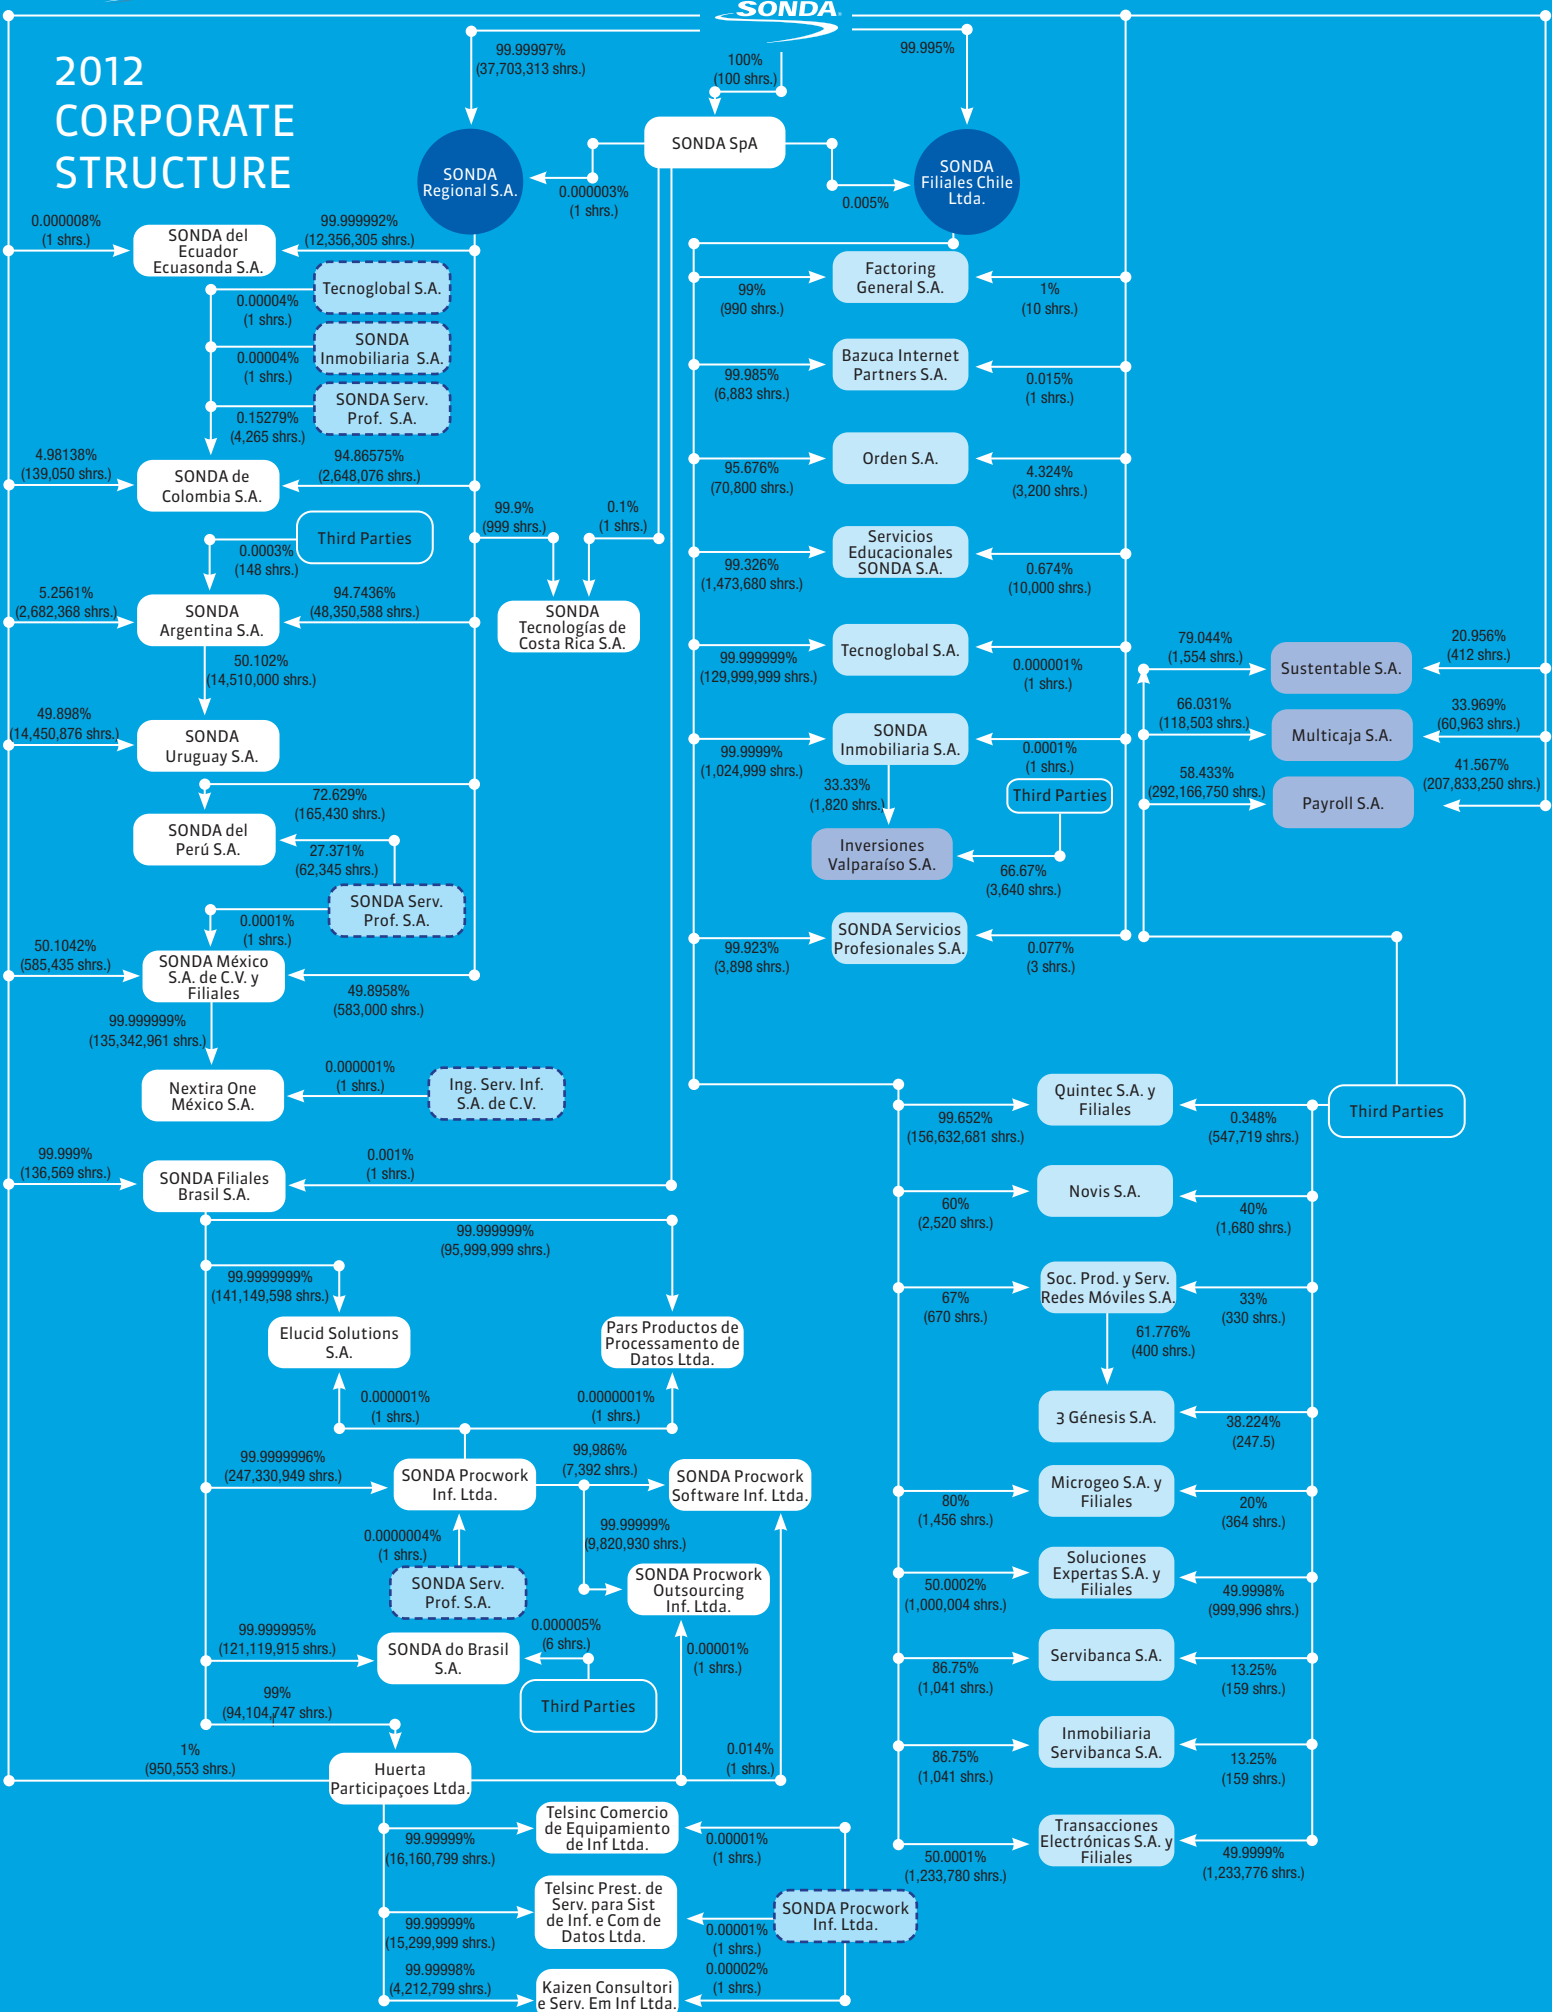 SONDA
2012
CORPORATE
STRUCTURE
99.99997%
(37,703,313 shrs.)
100%
(100 shrs.)
99.995%
SONDA SpA
SONDA
Regional S.A.
0.000003%
(1 shrs.)
0.005%
SONDA
Filiales Chile
Ltda.
0.000008%
(1 shrs.)
SONDA del
Ecuador
Ecuasonda S.A.
99.999992%
(12,356,305 shrs.)
Tecnoglobal S.A.
0.00004%
(1 shrs.)
SONDA
Inmobiliaria S.A.
0.00004%
(1 shrs.)
SONDA Serv.
Prof. S.A.
0.15279%
(4,265 shrs.)
4.98138%
(139,050 shrs.)
SONDA de
Colombia S.A.
94.86575%
(2,648,076 shrs.)
99.9%
(999 shrs.)
0.1%
(1 shrs.)
Third Parties
0.0003%
(148 shrs.)
5.2561%
(2,682,368 shrs.)
SONDA
Argentina S.A.
94.7436%
(48,350,588 shrs.)
SONDA
Tecnologías de
Costa Rica S.A.
50.102%
(14,510,000 shrs.)
49.898%
(14,450,876 shrs.)
SONDA
Uruguay S.A.
72.629%
(165,430 shrs.)
SONDA del
Perú S.A.
27.371%
(62,345 shrs.)
SONDA Serv.
Prof. S.A.
0.0001%
(1 shrs.)
50.1042%
(585,435 shrs.)
SONDA México
S.A. de C.V. y
Filiales
49.8958%
(583,000 shrs.)
99.999999%
(135,342,961 shrs.)
Nextira One
México S.A.
0.000001%
(1 shrs.)
Ing. Serv. Inf.
S.A. de C.V.
99.999%
(136,569 shrs.)
SONDA Filiales
Brasil S.A.
0.001%
(1 shrs.)
99.999999%
(95,999,999 shrs.)
99.9999999%
(141,149,598 shrs.)
Elucid Solutions
S.A.
Pars Productos de
Processamento de
Datos Ltda.
0.000001%
(1 shrs.)
0.0000001%
(1 shrs.)
99.9999996%
(247,330,949 shrs.)
SONDA Procwork
Inf. Ltda.
99,986%
(7,392 shrs.)
SONDA Procwork
Software Inf. Ltda.
0.0000004%
(1 shrs.)
99.99999%
(9,820,930 shrs.)
SONDA Serv.
Prof. S.A.
SONDA Procwork
Outsourcing
Inf. Ltda.
99.999995%
(121,119,915 shrs.)
SONDA do Brasil
S.A.
0.000005%
(6 shrs.)
0.00001%
(1 shrs.)
Third Parties
99%
(94,104,747 shrs.)
1%
(950,553 shrs.)
Huerta
Participaçoes Ltda.
0.014%
(1 shrs.)
99.99999%
(16,160,799 shrs.)
Telsinc Comercio
de Equipamiento
de Inf Ltda.
0.00001%
(1 shrs.)
99.99999%
(15,299,999 shrs.)
Telsinc Prest. de
Serv. para Sist
de Inf. e Com de
Datos Ltda.
SONDA Procwork
Inf. Ltda.
0.00001%
(1 shrs.)
99.99998%
(4,212,799 shrs.)
Kaizen Consultori
e Serv. Em Inf Ltda.
0.00002%
(1 shrs.)
99%
(990 shrs.)
Factoring
General S.A.
1%
(10 shrs.)
99.985%
(6,883 shrs.)
Bazuca Internet
Partners S.A.
0.015%
(1 shrs.)
95.676%
(70,800 shrs.)
Orden S.A.
4.324%
(3,200 shrs.)
99.326%
(1,473,680 shrs.)
Servicios
Educacionales
SONDA S.A.
0.674%
(10,000 shrs.)
99.999999%
(129,999,999 shrs.)
Tecnoglobal S.A.
0.000001%
(1 shrs.)
99.9999%
(1,024,999 shrs.)
SONDA
Inmobiliaria S.A.
0.0001%
(1 shrs.)
33.33%
(1,820 shrs.)
Third Parties
Inversiones
Valparaíso S.A.
66.67%
(3,640 shrs.)
99.923%
(3,898 shrs.)
SONDA Servicios
Profesionales S.A.
0.077%
(3 shrs.)
79.044%
(1,554 shrs.)
Sustentable S.A.
20.956%
(412 shrs.)
66.031%
(118,503 shrs.)
Multicaja S.A.
33.969%
(60,963 shrs.)
58.433%
(292,166,750 shrs.)
Payroll S.A.
41.567%
(207,833,250 shrs.)
99.652%
(156,632,681 shrs.)
Quintec S.A. y
Filiales
0.348%
(547,719 shrs.)
Third Parties
60%
(2,520 shrs.)
Novis S.A.
40%
(1,680 shrs.)
67%
(670 shrs.)
Soc. Prod. y Serv.
Redes Móviles S.A.
33%
(330 shrs.)
61.776%
(400 shrs.)
3 Génesis S.A.
38.224%
(247.5)
80%
(1,456 shrs.)
Microgeo S.A. y
Filiales
20%
(364 shrs.)
50.0002%
(1,000,004 shrs.)
Soluciones
Expertas S.A. y
Filiales
49.9998%
(999,996 shrs.)
86.75%
(1,041 shrs.)
Servibanca S.A.
13.25%
(159 shrs.)
86.75%
(1,041 shrs.)
Inmobiliaria
Servibanca S.A.
13.25%
(159 shrs.)
50.0001%
(1,233,780 shrs.)
Transacciones
Electrónicas S.A. y
Filiales
49.9999%
(1,233,776 shrs.)